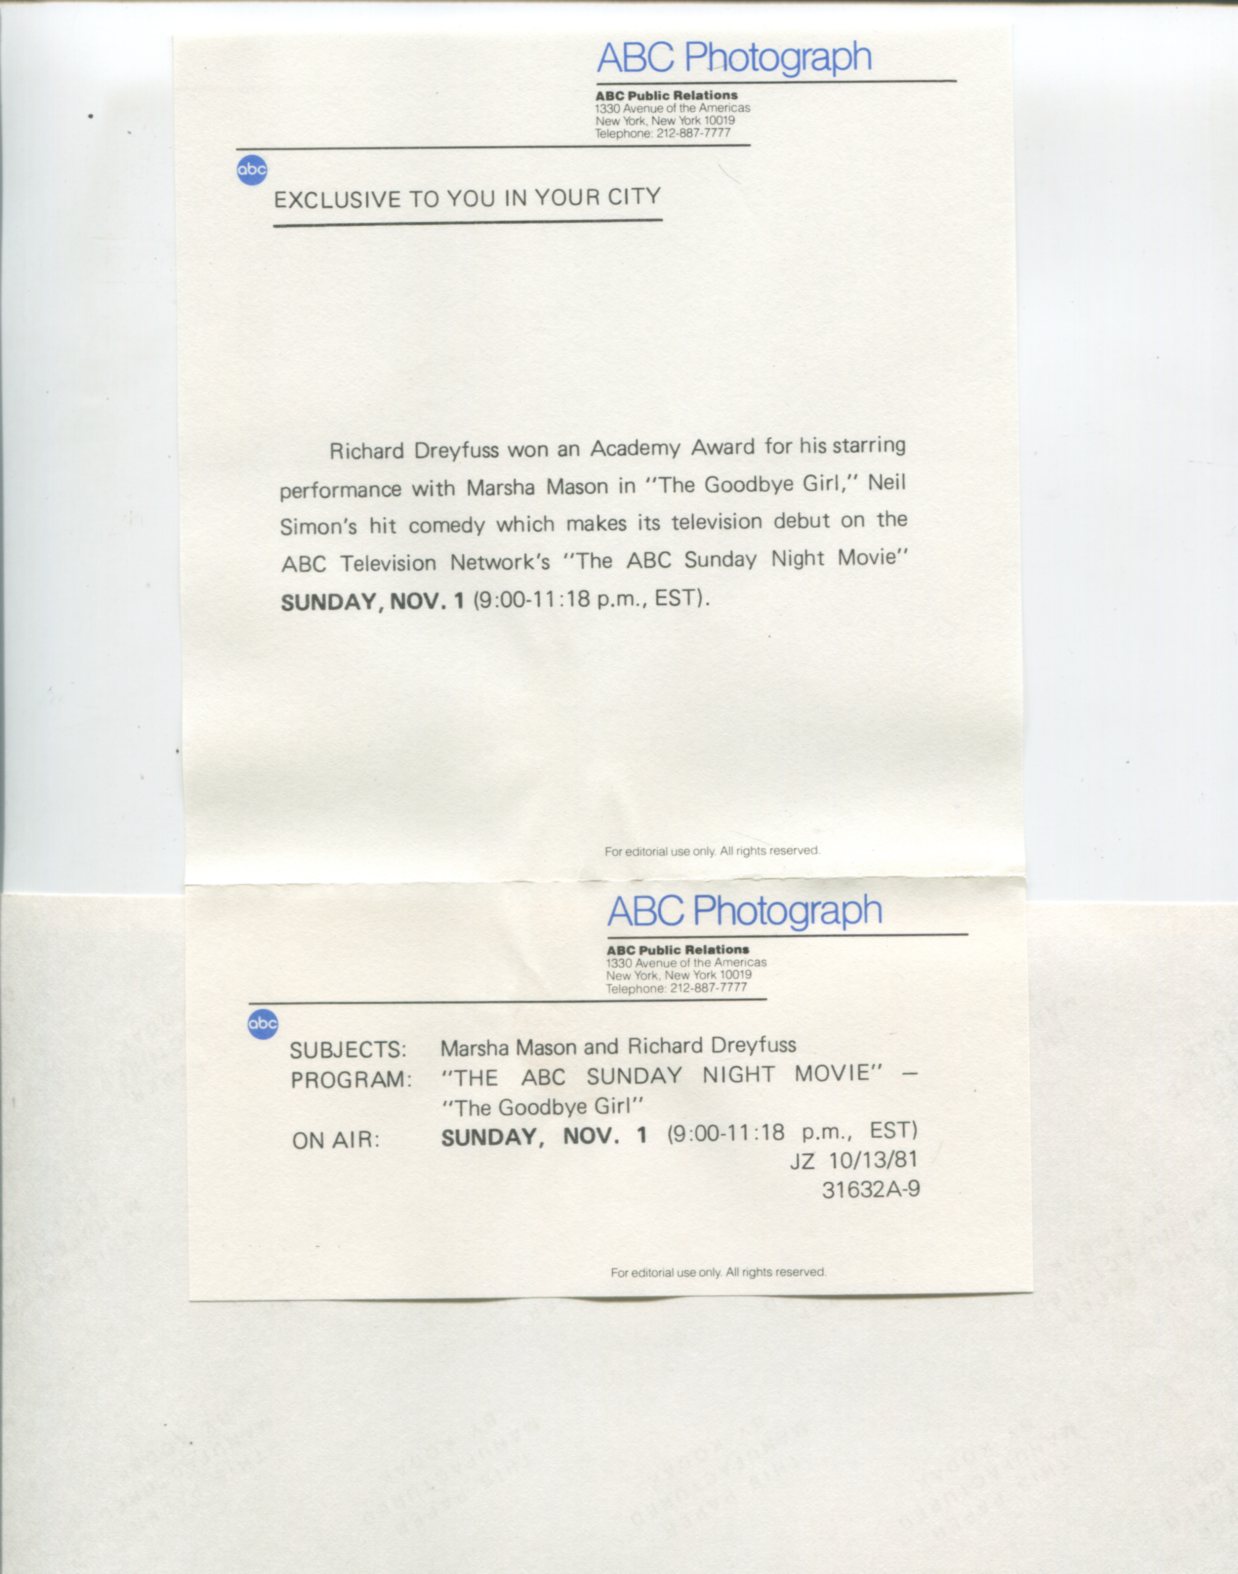 ABC Photograph
ABC Public Relations
1330 Avenue of the Americas
New York, New York 10019
Telephone: 212-887-7777
abc
EXCLUSIVE TO YOU IN YOUR CITY
Richard Dreyfuss won an Academy Award for his starring
performance with Marsha Mason in "The Goodbye Girl," Neil
Simon's hit comedy which makes its television debut on the
ABC Television Network's "The ABC Sunday Night Movie"
SUNDAY, NOV. 1 (9:00-11:18 p.m., EST).
For editorial use only. All rights reserved.
ABC Photograph
ABC Public Relations
1330 Avenue of the Americas
New York, New York 10019
Telephone: 212-887-7777
abc
SUBJECTS: Marsha Mason and Richard Dreyfuss
PROGRAM: "THE ABC SUNDAY NIGHT MOVIE" —
"The Goodbye Girl"
ON AIR: SUNDAY, NOV. 1 (9:00-11:18 p.m., EST)
JZ 10/13/81
31632A-9
For editorial use only. All rights reserved.